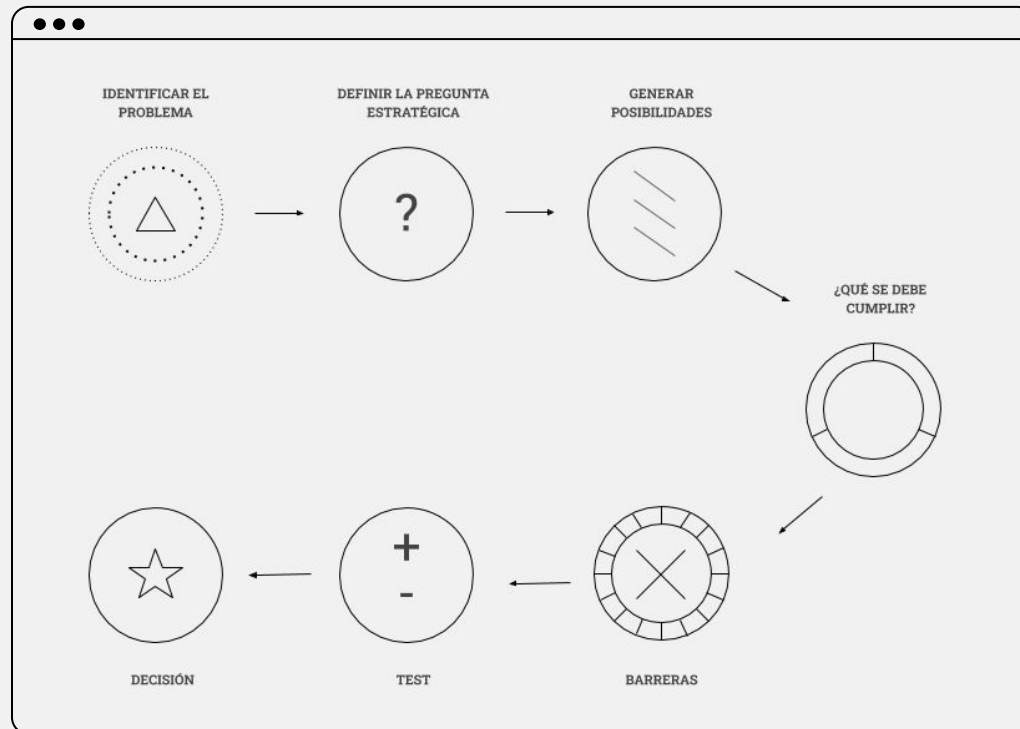 IDENTIFICAR EL
PROBLEMA
DEFINIR LA PREGUNTA
ESTRATÉGICA
?
GENERAR
POSIBILIDADES
¿QUÉ SE DEBE
CUMPLIR?
BARRERAS
+
-
TEST
DECISIÓN